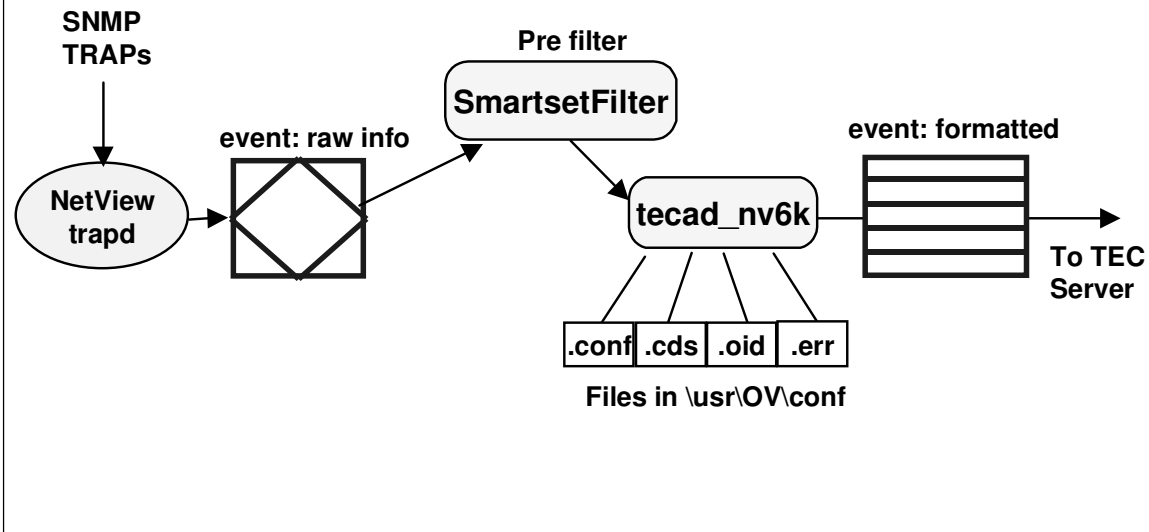 SNMP
TRAPs
Pre filter
SmartsetFilter
event: raw info
event: formatted
NetView
trapd
tecad_nv6k
To TEC
Server
.conf
.cds
.oid
.err
Files in \usr\OV\conf